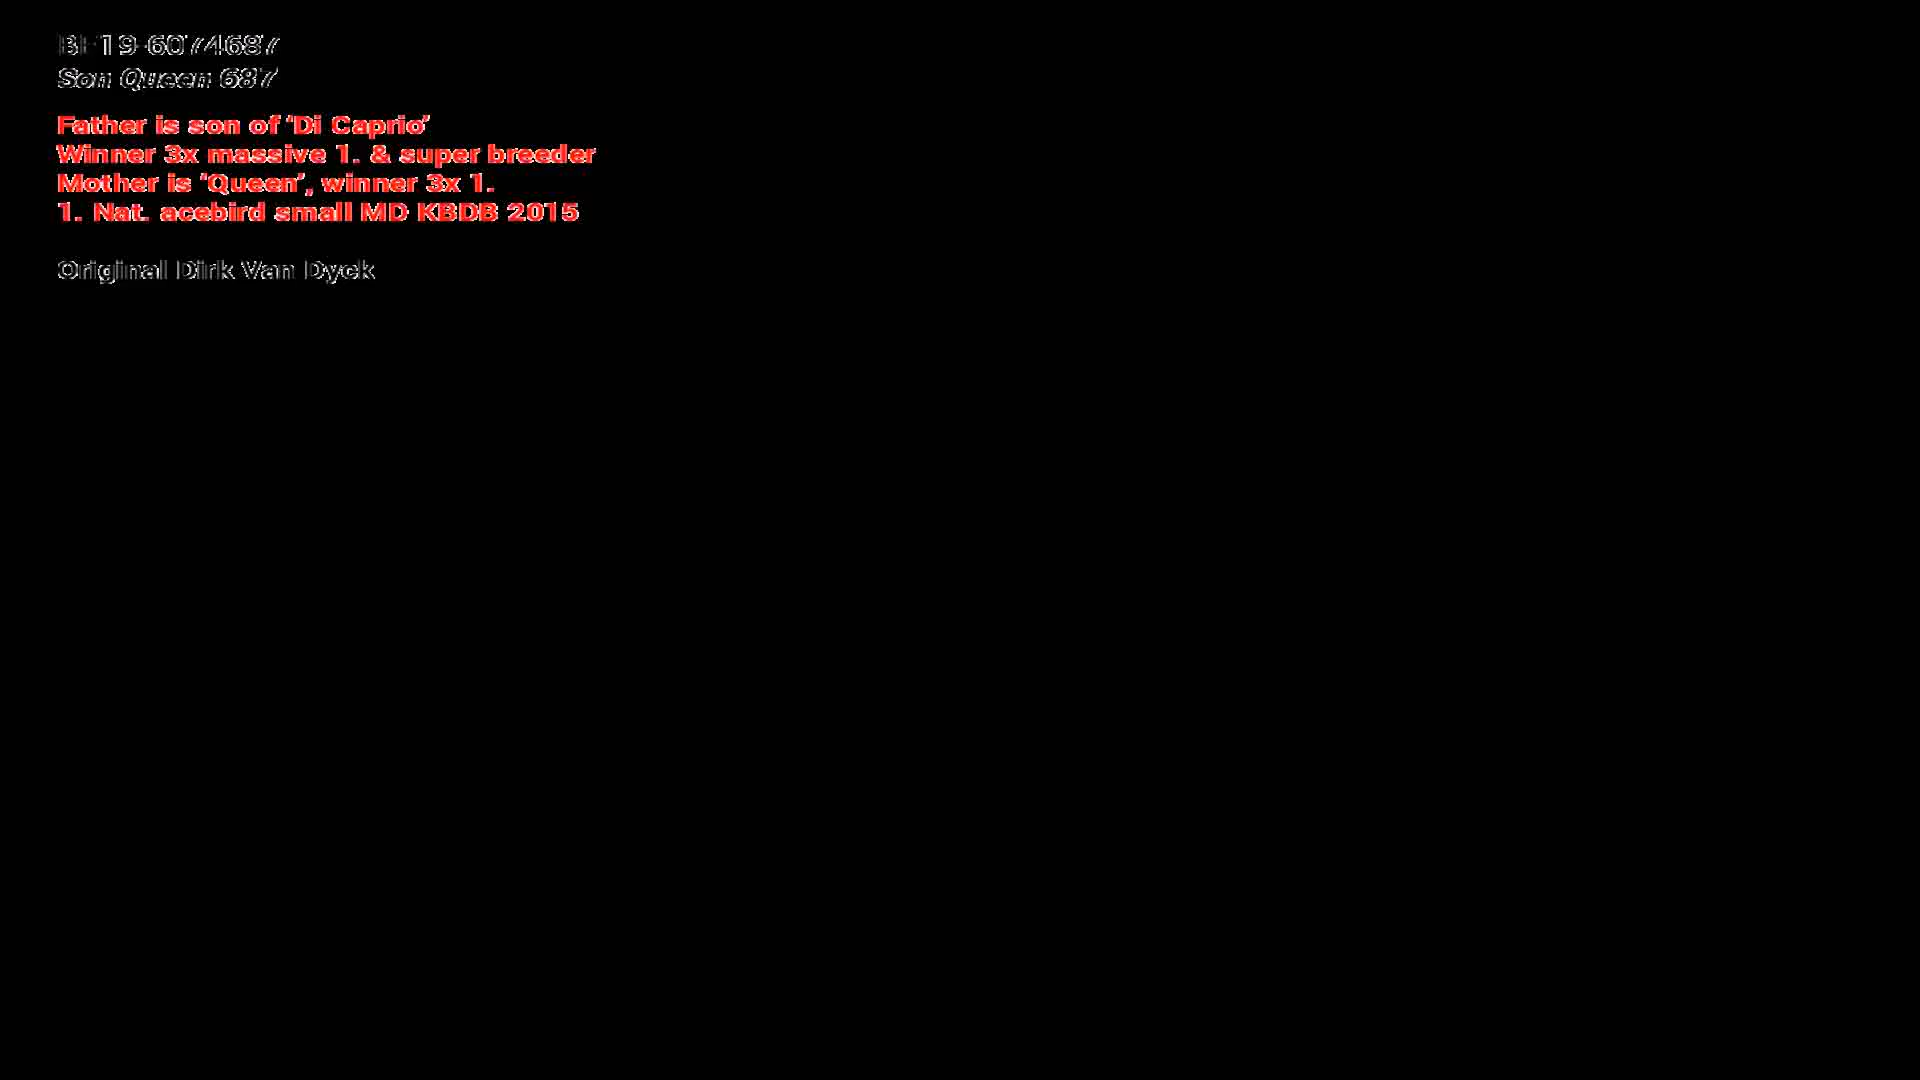 BE19-6074687
Son Queen 687
Father is son of 'Di Caprio'
Winner 3x massive 1. & super breeder
Mother is 'Queen', winner 3x 1.
1. Nat. acebird small MD KBDB 2015
Original Dirk Van Dyck